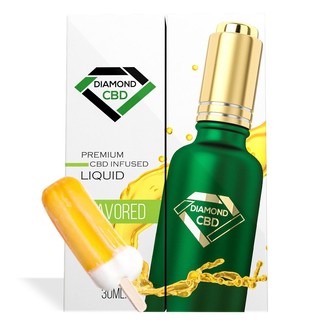 DIAMOND
CBD
PREMIUM
CBD INFUSED
LIQUID
AVORED
30ML
DIAMOND
CBD